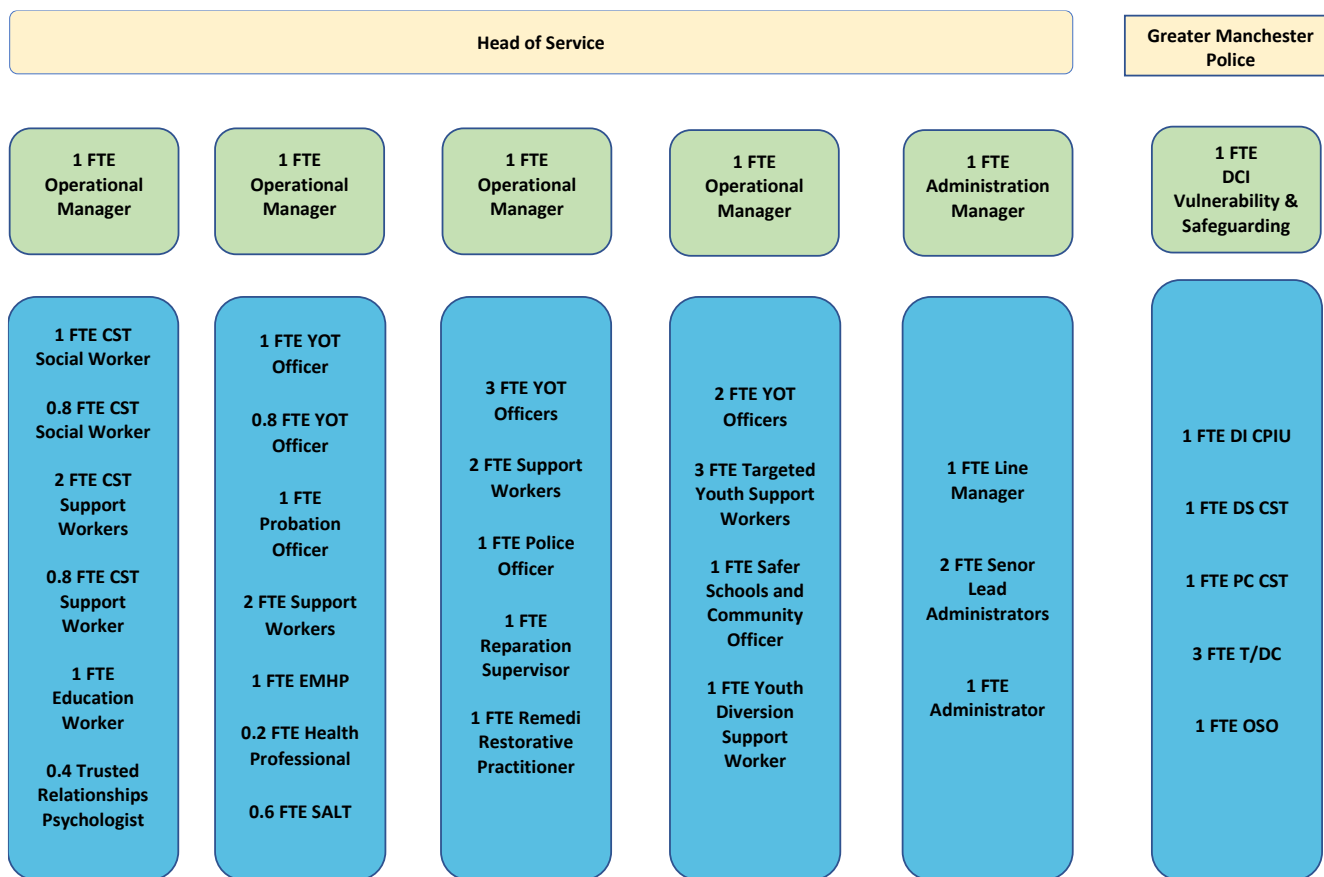 Head of Service
Greater Manchester
Police
1 FTE
Operational
Manager
1 FTE
Operational
Manager
1 FTE
Operational
Manager
1 FTE
Operational
Manager
1 FTE
Administration
Manager
1 FTE
DCI
Vulnerability &
Safeguarding
1 FTE CST
Social Worker
0.8 FTE CST
Social Worker
2 FTE CST
Support
Workers
0.8 FTE CST
Support
Worker
1 FTE
Education
Worker
0.4 Trusted
Relationships
Psychologist
1 FTE YOT
Officer
0.8 FTE YOT
Officer
1 FTE
Probation
Officer
2 FTE Support
Workers
1 FTE EMHP
0.2 FTE Health
Professional
0.6 FTE SALT
3 FTE YOT
Officers
2 FTE Support
Workers
1 FTE Police
Officer
1 FTE
Reparation
Supervisor
1 FTE Remedi
Restorative
Practitioner
2 FTE YOT
Officers
3 FTE Targeted
Youth Support
Workers
1 FTE Safer
Schools and
Community
Officer
1 FTE Youth
Diversion
Support
Worker
1 FTE Line
Manager
2 FTE Senor
Lead
Administrators
1 FTE
Administrator
1 FTE DI CPIU
1 FTE DS CST
1 FTE PC CST
3 FTE T/DC
1 FTE OSO